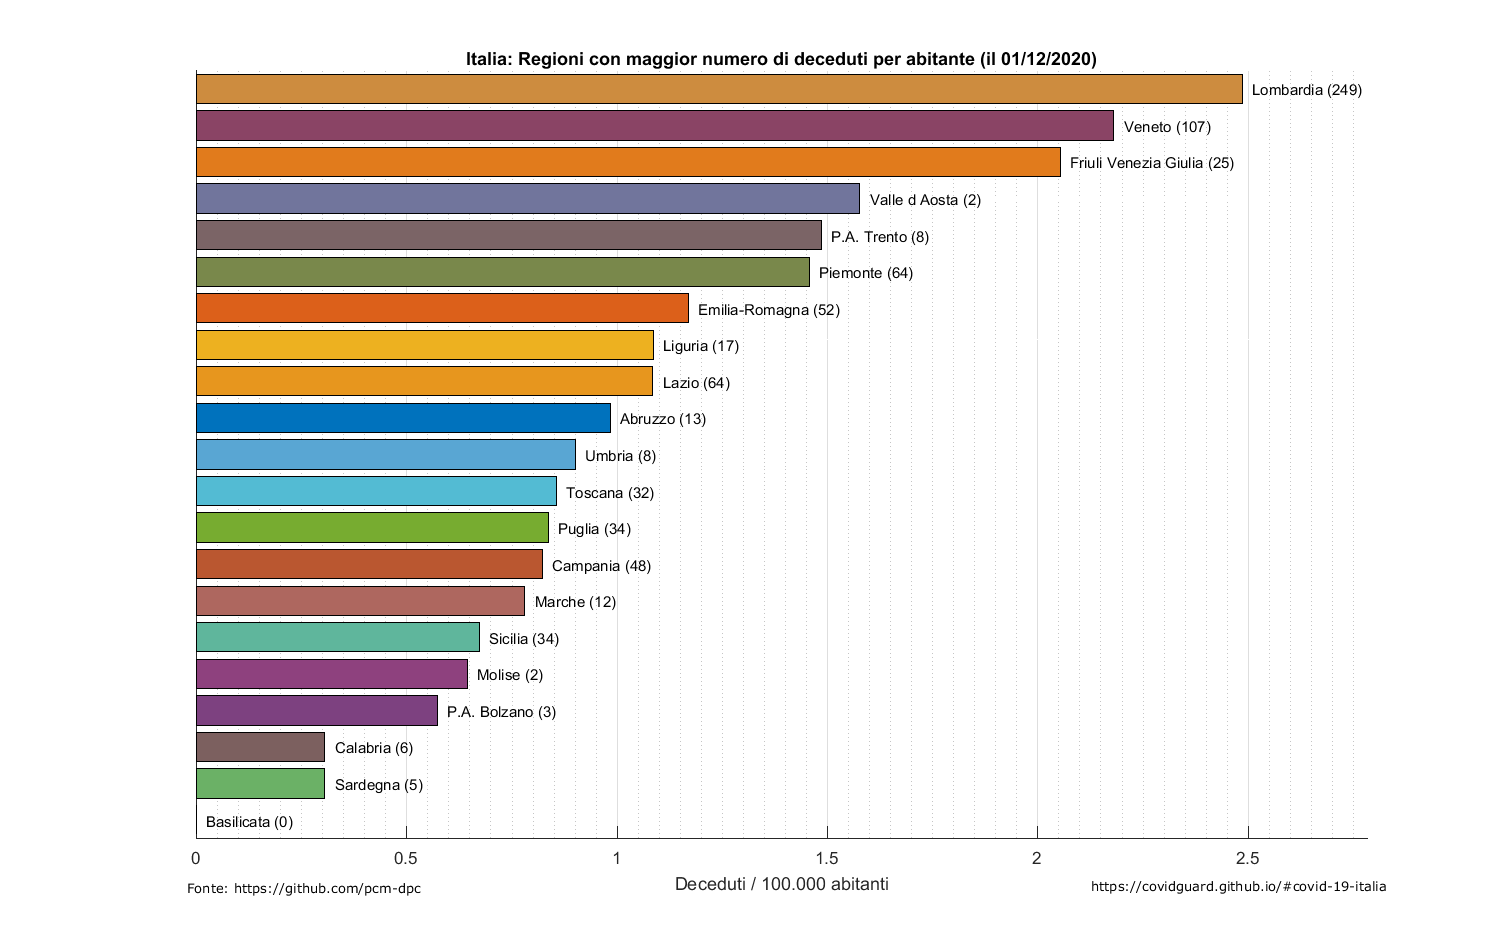 Italia: Regioni con maggior numero di deceduti per abitante (il 01/12/2020)
Lombardia (249)
Veneto (107)
Friuli Venezia Giulia (25)
Valle d Aosta (2)
P.A. Trento (8)
Piemonte (64)
Emilia-Romagna (52)
Liguria (17)
Lazio (64)
Abruzzo (13)
Umbria (8)
Toscana (32)
Puglia (34)
Campania (48)
Marche (12)
Sicilia (34)
Molise (2)
P.A. Bolzano (3)
Calabria (6)
Sardegna (5)
Basilicata (0)
0 0.5 1 1.5 2 2.5
Deceduti / 100.000 abitanti
Fonte: https://github.com/pcm-dpc
https://covidguard.github.io/#covid-19-italia